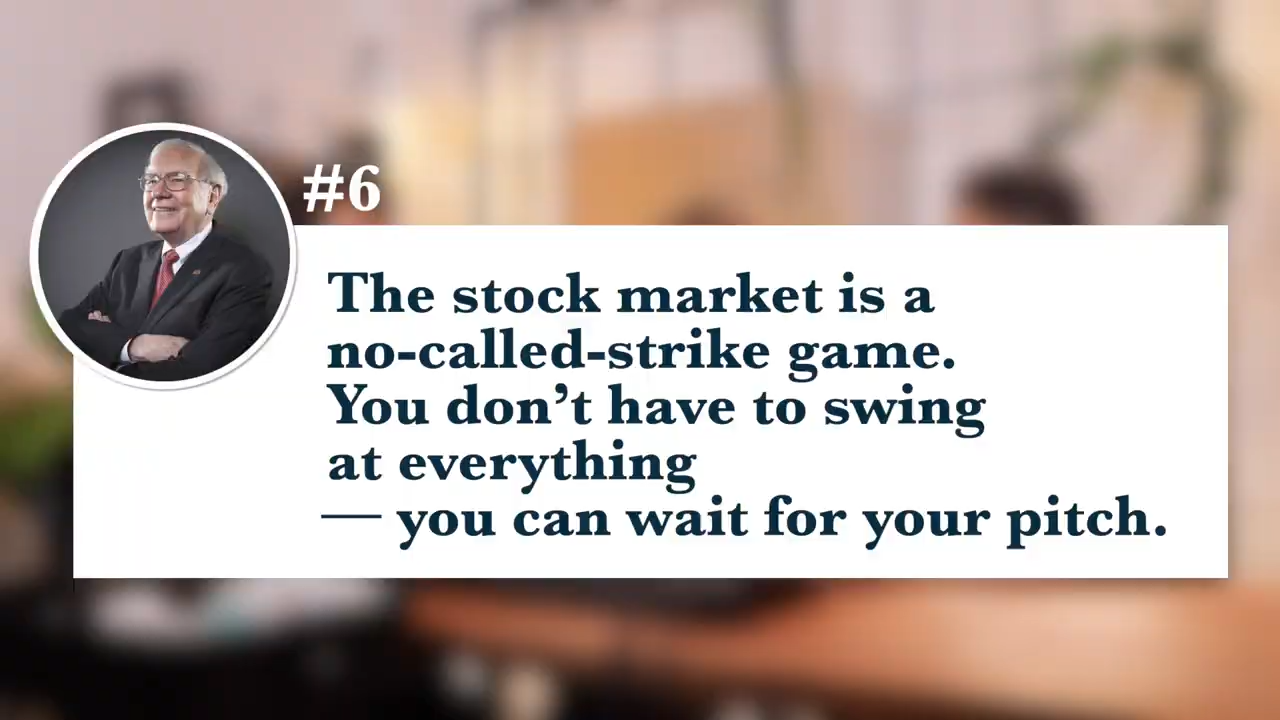 #6
The stock market is a
no-called-strike game.
You don’t have to swing
at everything
— you can wait for your pitch.